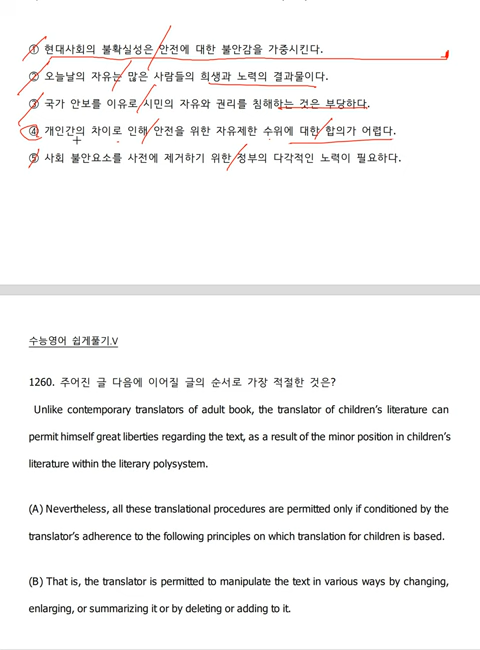 ① 현대사회의 불확실성은 안전에 대한 불안감을 가중시킨다.
② 오늘날의 자유는 많은 사람들의 희생과 노력의 결과물이다.
③ 국가 안보를 이유로 시민의 자유와 권리를 침해하는 것은 부당하다.
④ 개인간의 차이로 인해 안전을 위한 자유제한 수위에 대한 합의가 어렵다.
⑤ 사회 불안요소를 사전에 제거하기 위한 정부의 다각적인 노력이 필요하다.
수능영어 쉽게풀기.V
1260. 주어진 글 다음에 이어질 글의 순서로 가장 적절한 것은?
Unlike contemporary translators of adult book, the translator of children's literature can
permit himself great liberties regarding the text, as a result of the minor position in children's
literature within the literary polysystem.
(A) Nevertheless, all these translational procedures are permitted only if conditioned by the
translator's adherence to the following principles on which translation for children is based.
(B) That is, the translator is permitted to manipulate the text in various ways by changing,
enlarging, or summarizing it or by deleting or adding to it.